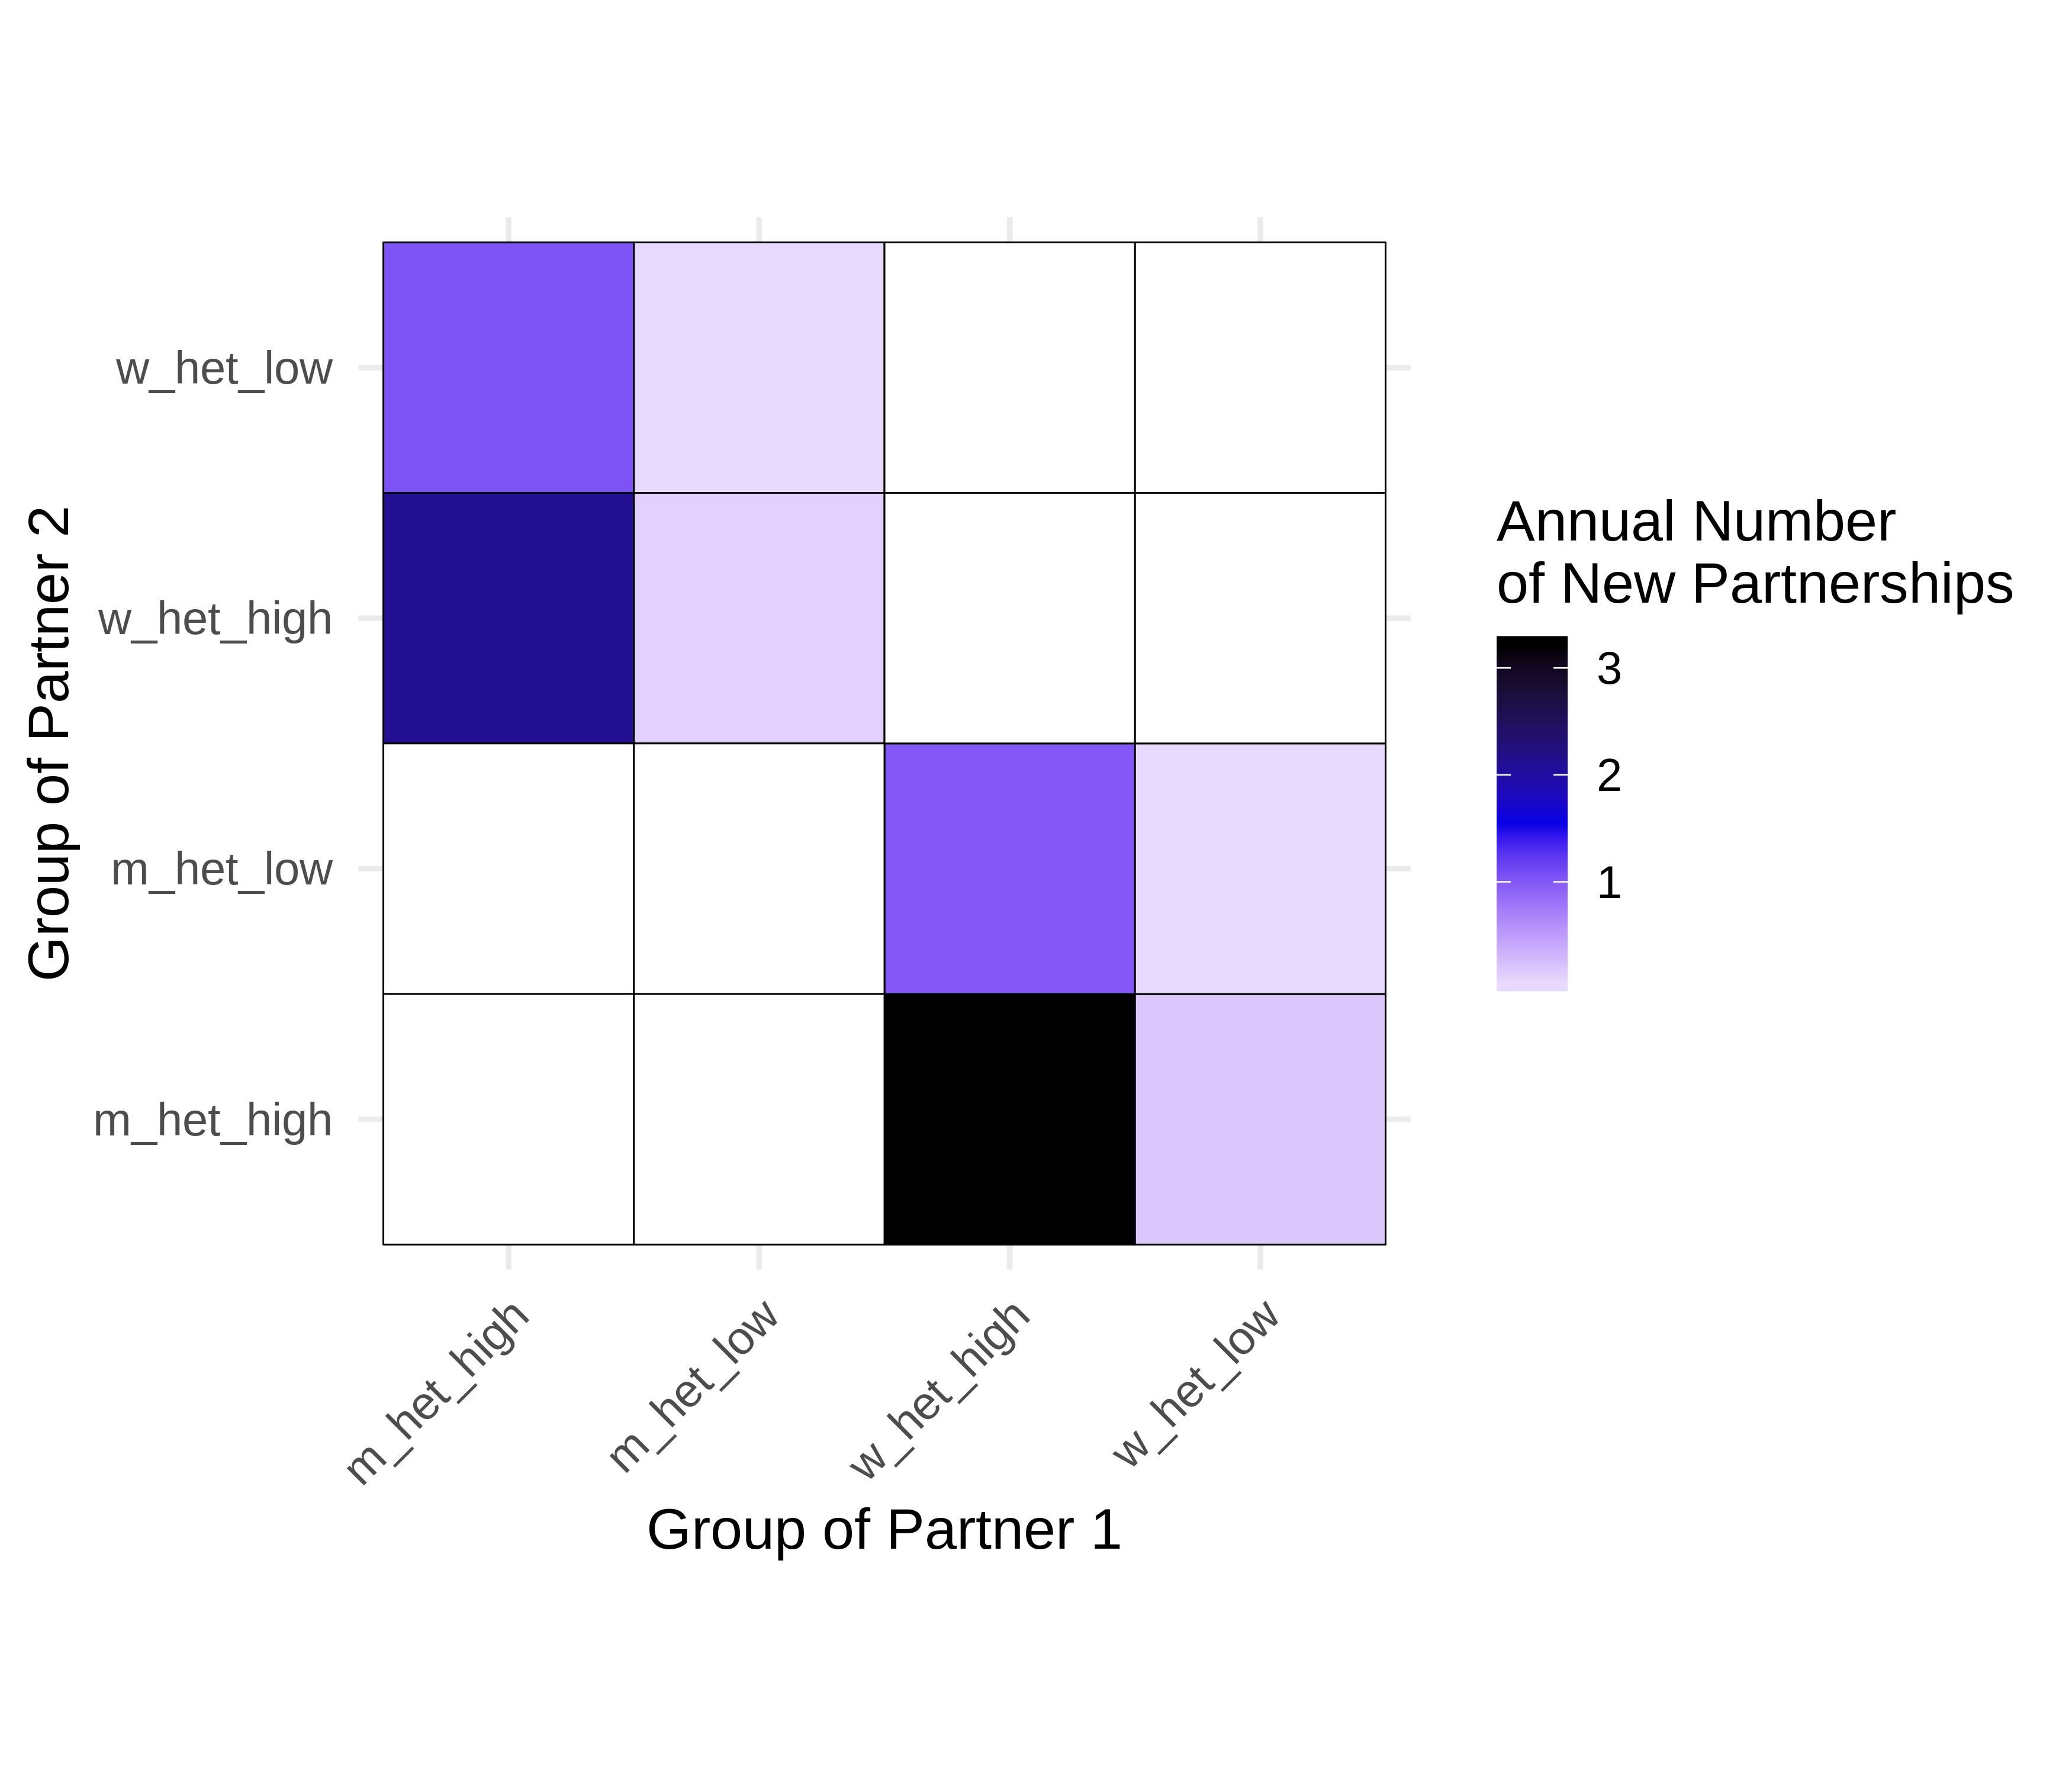 Group of Partner 2
w_het_low
w_het_high
m_het_low
m_het_high
m_het_high
m_het_low
w_het_high
w_het_low
Group of Partner 1
Annual Number
of New Partnerships
3
2
1